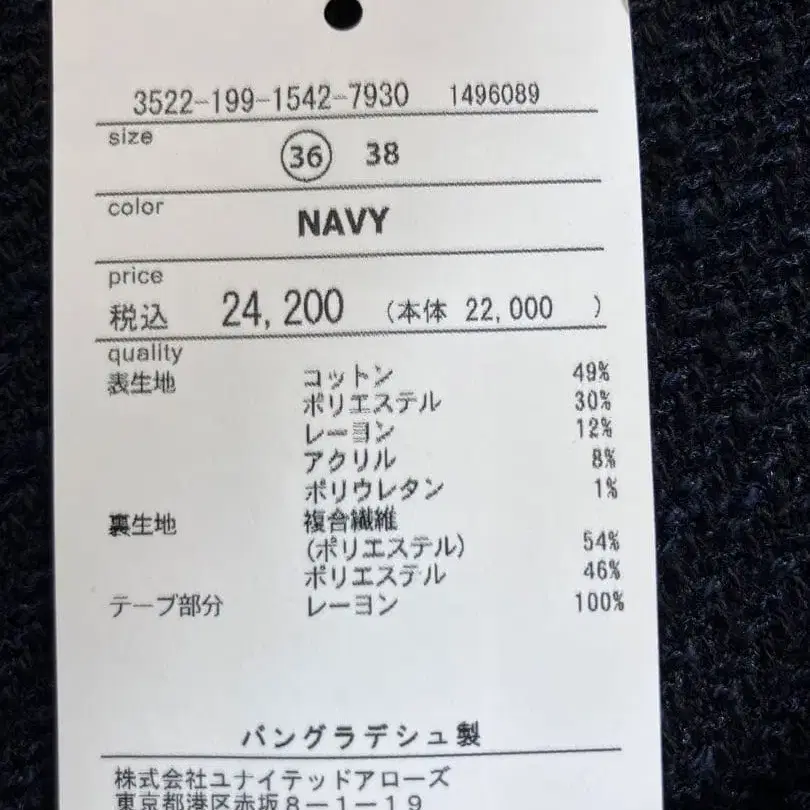 3522-199-1542-7930 1496089
size
36 38
color
NAVY
price
税込 24,200 (本体 22,000 )
quality
表生地 コットン 49%
ポリエステル 30%
レーヨン 12%
アクリル 8%
ポリウレタン 1%
裏生地 複合繊維
(ポリエステル) 54%
ポリエステル 46%
テープ部分 レーヨン 100%
バングラデシュ製
株式会社ユナイテッドアローズ
東京都港区赤坂8-1-19